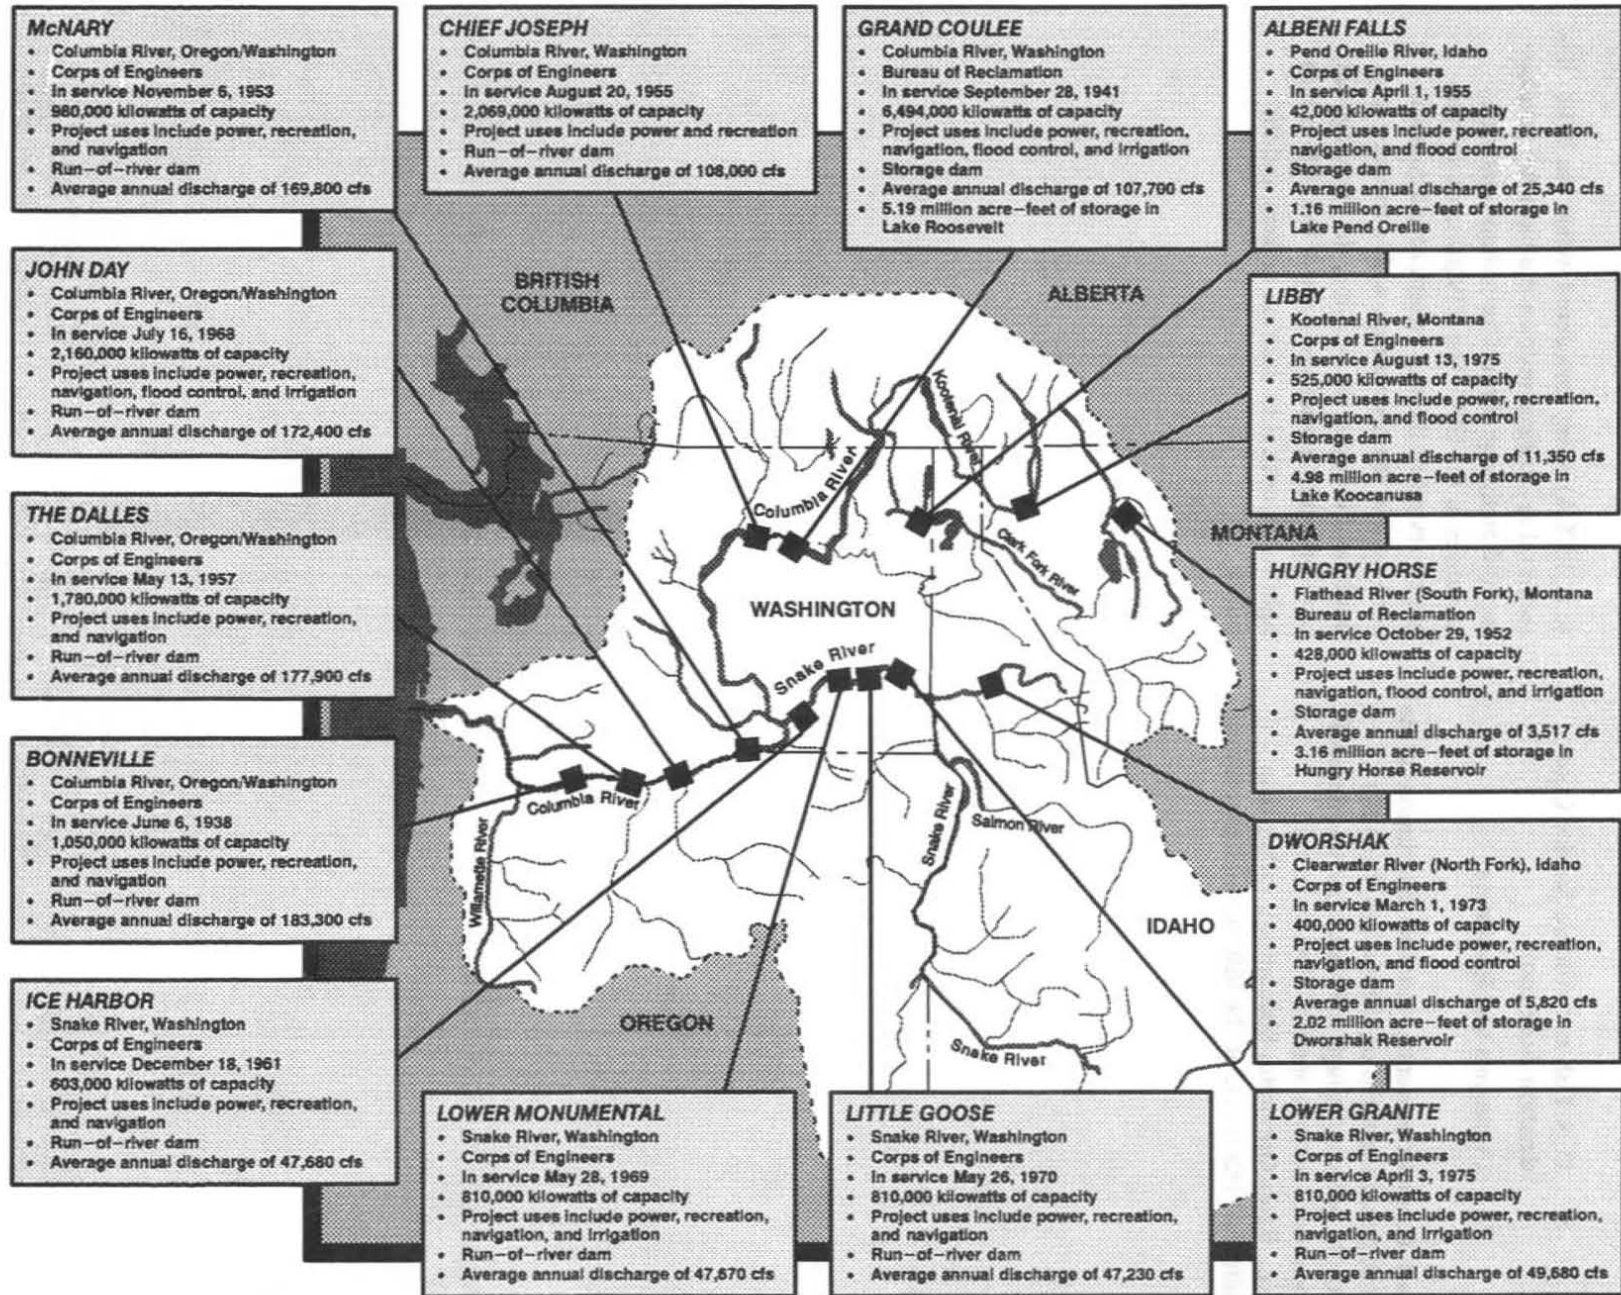 McNARY
• Columbia River, Oregon/Washington
• Corps of Engineers
• In service November 6, 1953
• 980,000 kilowatts of capacity
• Project uses include power, recreation,
and navigation
• Run-of-river dam
• Average annual discharge of 169,800 cfs
CHIEF JOSEPH
• Columbia River, Washington
• Corps of Engineers
• In service August 20, 1955
• 2,069,000 kilowatts of capacity
• Project uses include power and recreation
• Run-of-river dam
• Average annual discharge of 108,000 cfs
GRAND COULEE
• Columbia River, Washington
• Bureau of Reclamation
• In service September 28, 1941
• 6,494,000 kilowatts of capacity
• Project uses include power, recreation,
navigation, flood control, and irrigation
• Storage dam
• Average annual discharge of 107,700 cfs
• 5.19 million acre-feet of storage in
Lake Roosevelt
ALBENI FALLS
• Pend Oreille River, Idaho
• Corps of Engineers
• In service April 1, 1955
• 42,000 kilowatts of capacity
• Project uses include power, recreation,
navigation, and flood control
• Storage dam
• Average annual discharge of 25,340 cfs
• 1.16 million acre-feet of storage in
Lake Pend Oreille
JOHN DAY
• Columbia River, Oregon/Washington
• Corps of Engineers
• In service July 16, 1968
• 2,160,000 kilowatts of capacity
• Project uses include power, recreation,
navigation, flood control, and irrigation
• Run-of-river dam
• Average annual discharge of 172,400 cfs
LIBBY
• Kootenai River, Montana
• Corps of Engineers
• In service August 13, 1975
• 525,000 kilowatts of capacity
• Project uses include power, recreation,
navigation, and flood control
• Storage dam
• Average annual discharge of 11,350 cfs
• 4.98 million acre-feet of storage in
Lake Koocanusa
THE DALLES
• Columbia River, Oregon/Washington
• Corps of Engineers
• In service May 13, 1957
• 1,780,000 kilowatts of capacity
• Project uses include power, recreation,
and navigation
• Run-of-river dam
• Average annual discharge of 177,900 cfs
HUNGRY HORSE
• Flathead River (South Fork), Montana
• Bureau of Reclamation
• In service October 29, 1952
• 428,000 kilowatts of capacity
• Project uses include power, recreation,
navigation, flood control, and irrigation
• Storage dam
• Average annual discharge of 3,517 cfs
• 3.16 million acre-feet of storage in
Hungry Horse Reservoir
BONNEVILLE
• Columbia River, Oregon/Washington
• Corps of Engineers
• In service June 6, 1938
• 1,050,000 kilowatts of capacity
• Project uses include power, recreation,
and navigation
• Run-of-river dam
• Average annual discharge of 183,300 cfs
DWORSHAK
• Clearwater River (North Fork), Idaho
• Corps of Engineers
• In service March 1, 1973
• 400,000 kilowatts of capacity
• Project uses include power, recreation,
navigation, and flood control
• Storage dam
• Average annual discharge of 5,820 cfs
• 2.02 million acre-feet of storage in
Dworshak Reservoir
ICE HARBOR
• Snake River, Washington
• Corps of Engineers
• In service December 18, 1961
• 603,000 kilowatts of capacity
• Project uses include power, recreation,
and navigation
• Run-of-river dam
• Average annual discharge of 47,680 cfs
LOWER MONUMENTAL
• Snake River, Washington
• Corps of Engineers
• In service May 28, 1969
• 810,000 kilowatts of capacity
• Project uses include power, recreation,
navigation, and irrigation
• Run-of-river dam
• Average annual discharge of 47,670 cfs
LITTLE GOOSE
• Snake River, Washington
• Corps of Engineers
• In service May 26, 1970
• 810,000 kilowatts of capacity
• Project uses include power, recreation,
and navigation
• Run-of-river dam
• Average annual discharge of 47,230 cfs
LOWER GRANITE
• Snake River, Washington
• Corps of Engineers
• In service April 3, 1975
• 810,000 kilowatts of capacity
• Project uses include power, recreation,
navigation, and irrigation
• Run-of-river dam
• Average annual discharge of 49,680 cfs
BRITISH
COLUMBIA
ALBERTA
Kootenai River
Columbia River
MONTANA
Clark Fork River
WASHINGTON
Snake River
Columbia River
Willamette River
Snake River
Salmon River
IDAHO
OREGON
Snake River